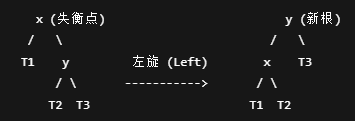 x (失衡点)                    y (新根)
/   \                          /   \
T1    y      左旋 (Left)      x    T3
/ \     ----------->     / \
T2  T3                   T1  T2